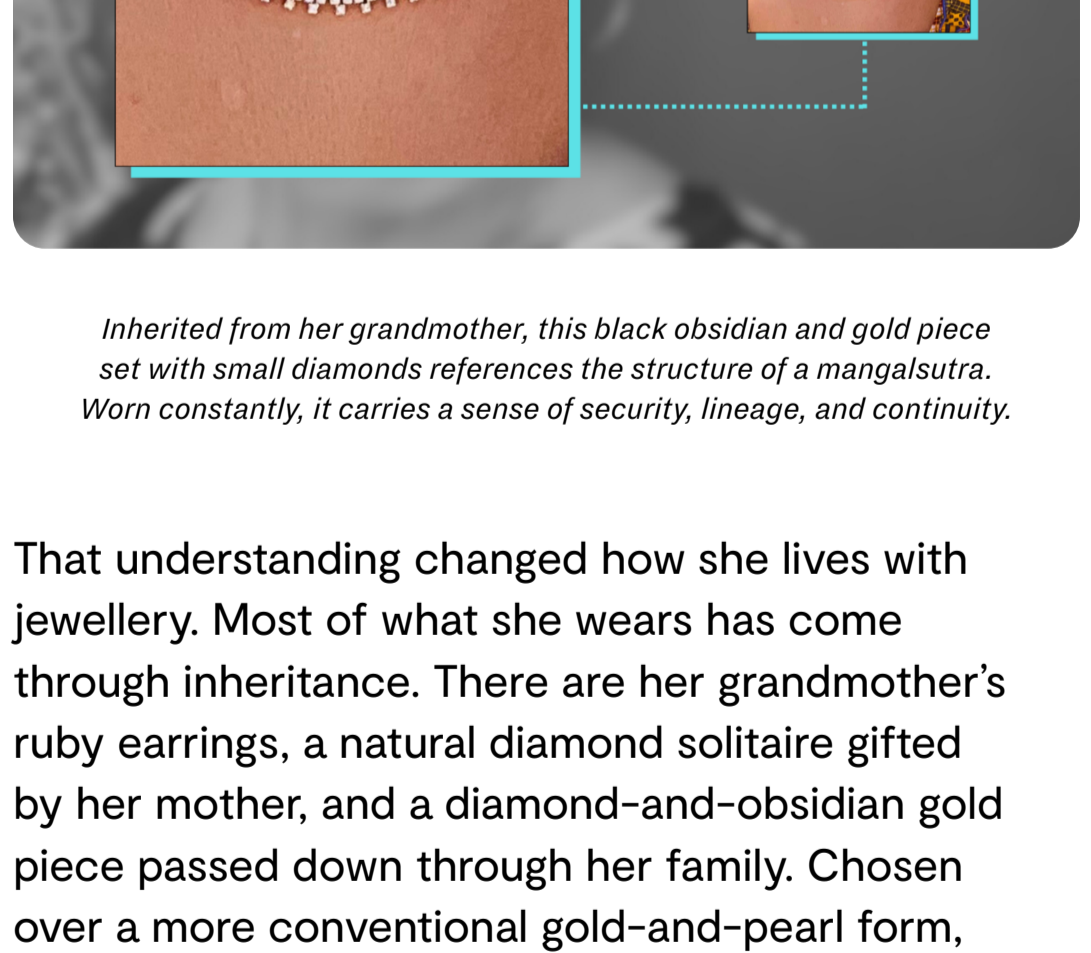 Inherited from her grandmother, this black obsidian and gold piece
set with small diamonds references the structure of a mangalsutra.
Worn constantly, it carries a sense of security, lineage, and continuity.
That understanding changed how she lives with
jewellery. Most of what she wears has come
through inheritance. There are her grandmother’s
ruby earrings, a natural diamond solitaire gifted
by her mother, and a diamond-and-obsidian gold
piece passed down through her family. Chosen
over a more conventional gold-and-pearl form,